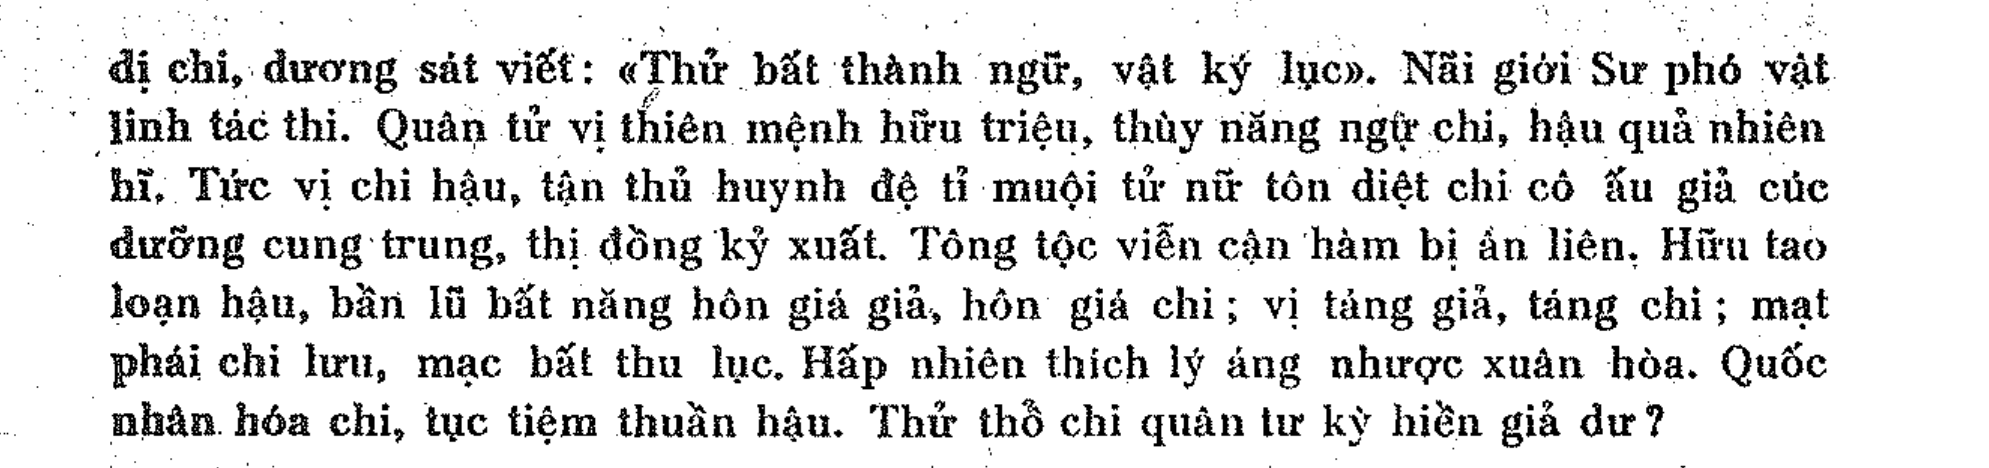 dị chi, đương sát viết: «Thử bất thành ngữ, vật ký lục». Nãi giới Sư phó vật
linh tác thi. Quân tử vị thiên mệnh hữu triệu, thùy năng ngự chi, hậu quả nhiên
hĩ. Tức vị chi hậu, tận thủ huynh đệ tỉ muội tử nữ tôn diệt chi cô ấu giả cúc
dưỡng cung trung, thị đồng kỷ xuất. Tông tộc viễn cận hàm bị ân liên. Hữu tao
loạn hậu, bần lũ bất năng hôn giá giả, hôn giá chi; vị táng giả, táng chi; mạt
phái chi lưu, mạc bất thu lục. Hấp nhiên thích lý áng nhược xuân hòa. Quốc
nhân hóa chi, tục tiệm thuần hậu. Thử thổ chi quân tư kỳ hiền giả dư?